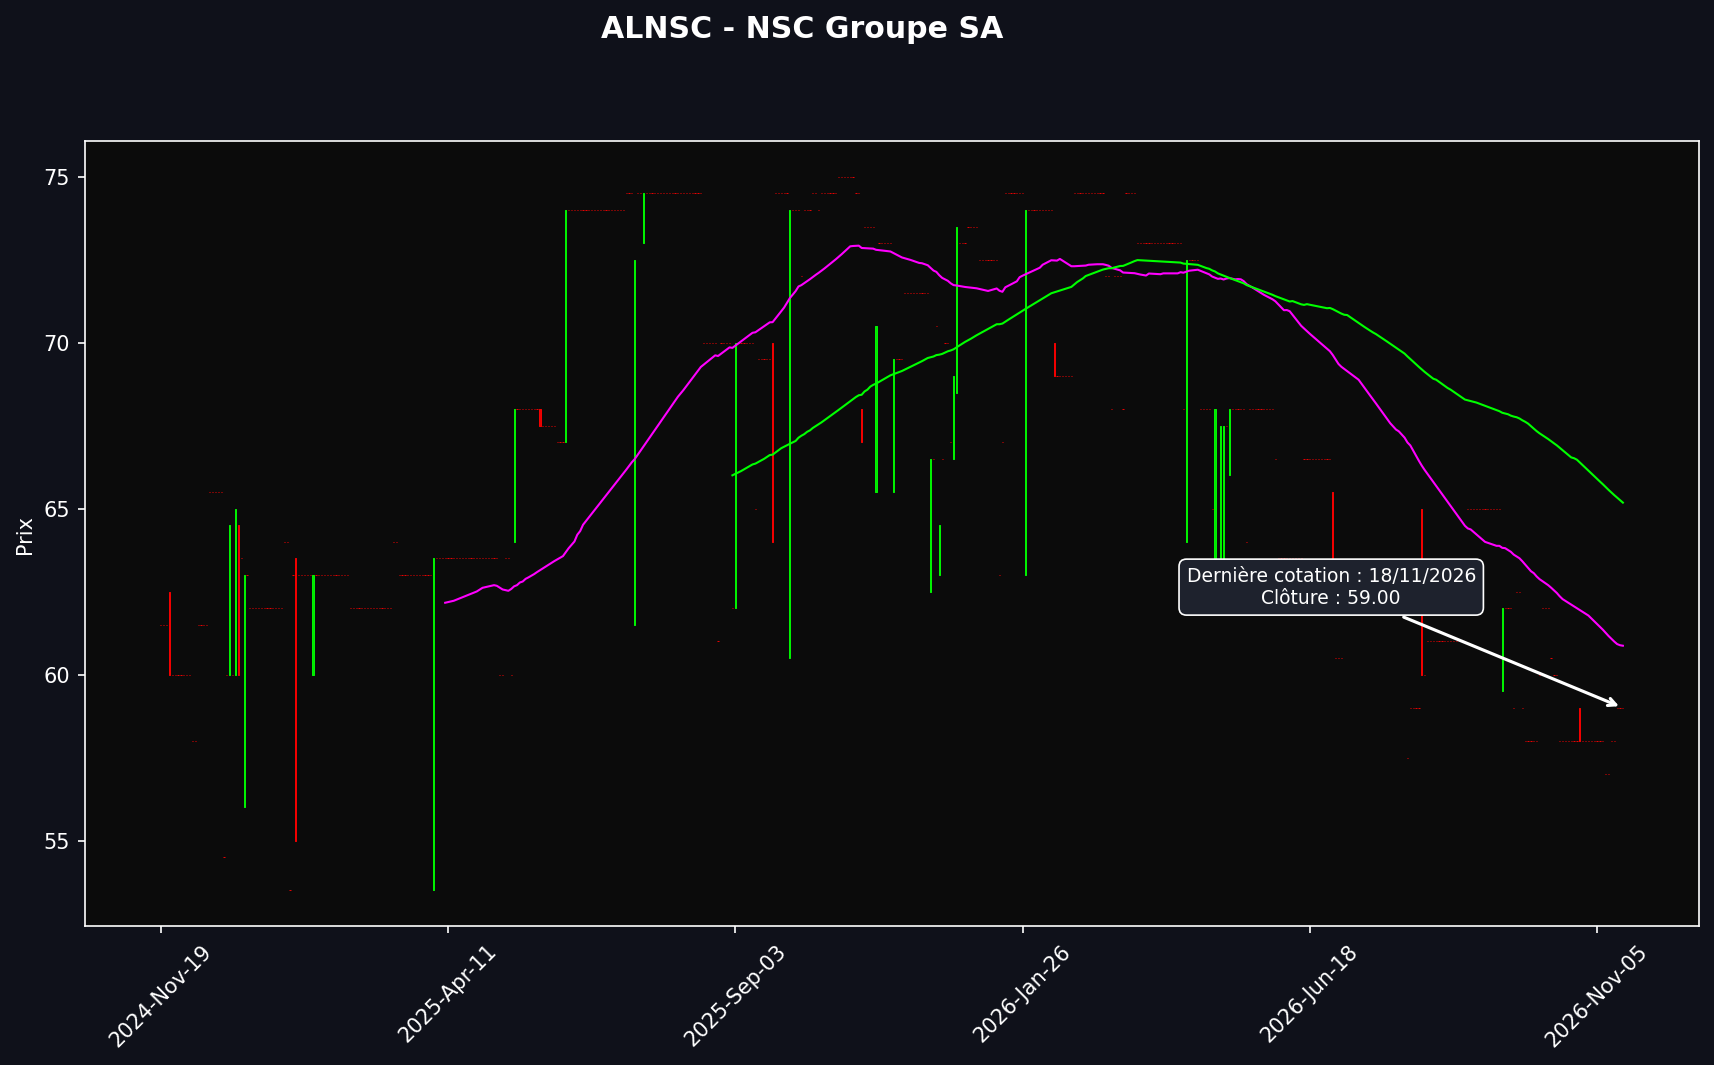 ALNSC - NSC Groupe SA
75
70
65
60
55
Prix
Dernière cotation : 18/11/2026
Clôture : 59.00
2024-Nov-19
2025-Apr-11
2025-Sep-03
2026-Jan-26
2026-Jun-18
2026-Nov-05